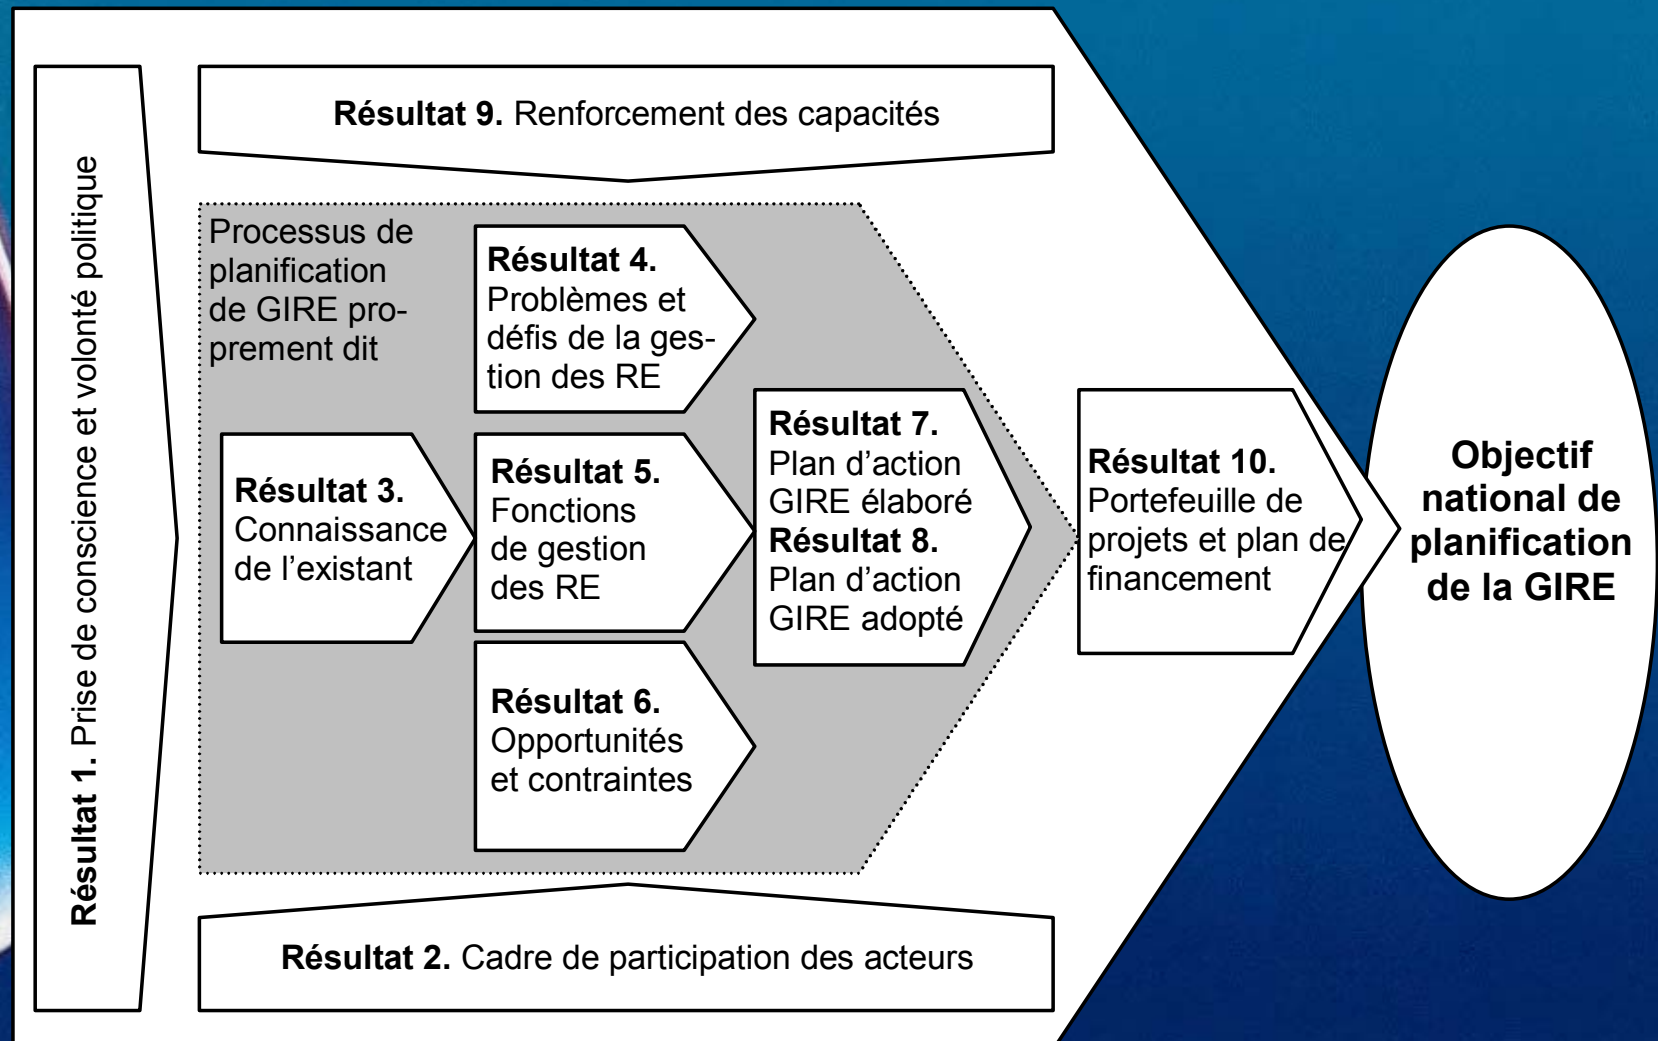 Résultat 1. Prise de conscience et volonté politique
Résultat 9. Renforcement des capacités
Processus de
planification
de GIRE pro-
prement dit
Résultat 3.
Connaissance
de l’existant
Résultat 4.
Problèmes et
défis de la ges-
tion des RE
Résultat 5.
Fonctions
de gestion
des RE
Résultat 6.
Opportunités
et contraintes
Résultat 7.
Plan d’action
GIRE élaboré
Résultat 8.
Plan d’action
GIRE adopté
Résultat 10.
Portefeuille de
projets et plan de
financement
Objectif
national de
planification
de la GIRE
Résultat 2. Cadre de participation des acteurs